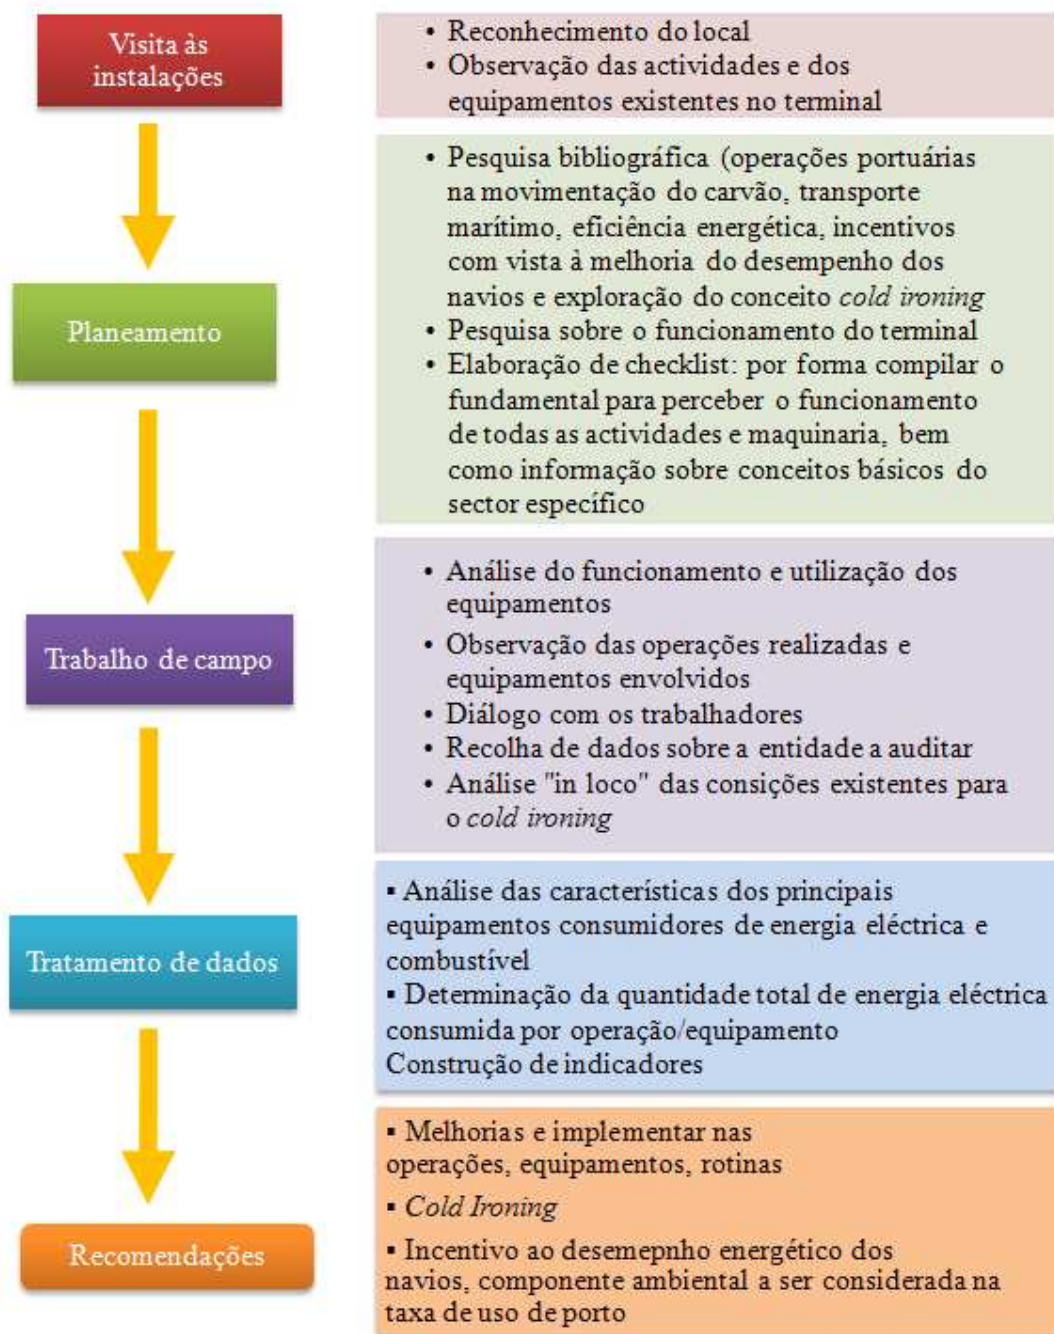 Visita às
instalações
• Reconhecimento do local
• Observação das actividades e dos
equipamentos existentes no terminal
Planeamento
• Pesquisa bibliográfica (operações portuárias
na movimentação do carvão, transporte
marítimo, eficiência energética, incentivos
com vista à melhoria do desempenho dos
navios e exploração do conceito cold ironing
• Pesquisa sobre o funcionamento do terminal
• Elaboração de checklist: por forma compilar o
fundamental para perceber o funcionamento
de todas as actividades e maquinaria, bem
como informação sobre conceitos básicos do
sector específico
Trabalho de campo
• Análise do funcionamento e utilização dos
equipamentos
• Observação das operações realizadas e
equipamentos envolvidos
• Diálogo com os trabalhadores
• Recolha de dados sobre a entidade a auditar
• Análise "in loco" das consições existentes para
o cold ironing
Tratamento de dados
▪ Análise das características dos principais
equipamentos consumidores de energia eléctrica e
combustível
▪ Determinação da quantidade total de energia eléctrica
consumida por operação/equipamento
Construção de indicadores
Recomendações
▪ Melhorias e implementar nas
operações, equipamentos, rotinas
▪ Cold Ironing
▪ Incentivo ao desemepnho energético dos
navios, componente ambiental a ser considerada na
taxa de uso de porto